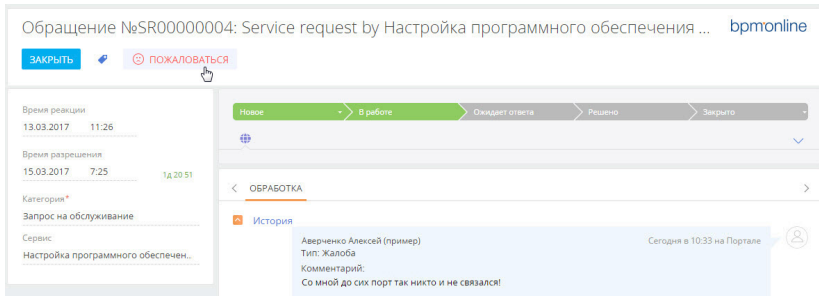 Обращение №SR00000004: Service request by Настройка программного обеспечения ...
bpm'online
ЗАКРЫТЬ
ПОЖАЛОВАТЬСЯ
Время реакции
13.03.2017 11:26
Время разрешения
15.03.2017 7:25 1д 20:51
Категория*
Запрос на обслуживание
Сервис
Настройка программного обеспечен...
Новое В работе Ожидает ответа Решено Закрыто
ОБРАБОТКА
История
Аверченко Алексей (пример) Сегодня в 10:33 на Портале
Тип: Жалоба
Комментарий:
Со мной до сих порт так никто и не связался!